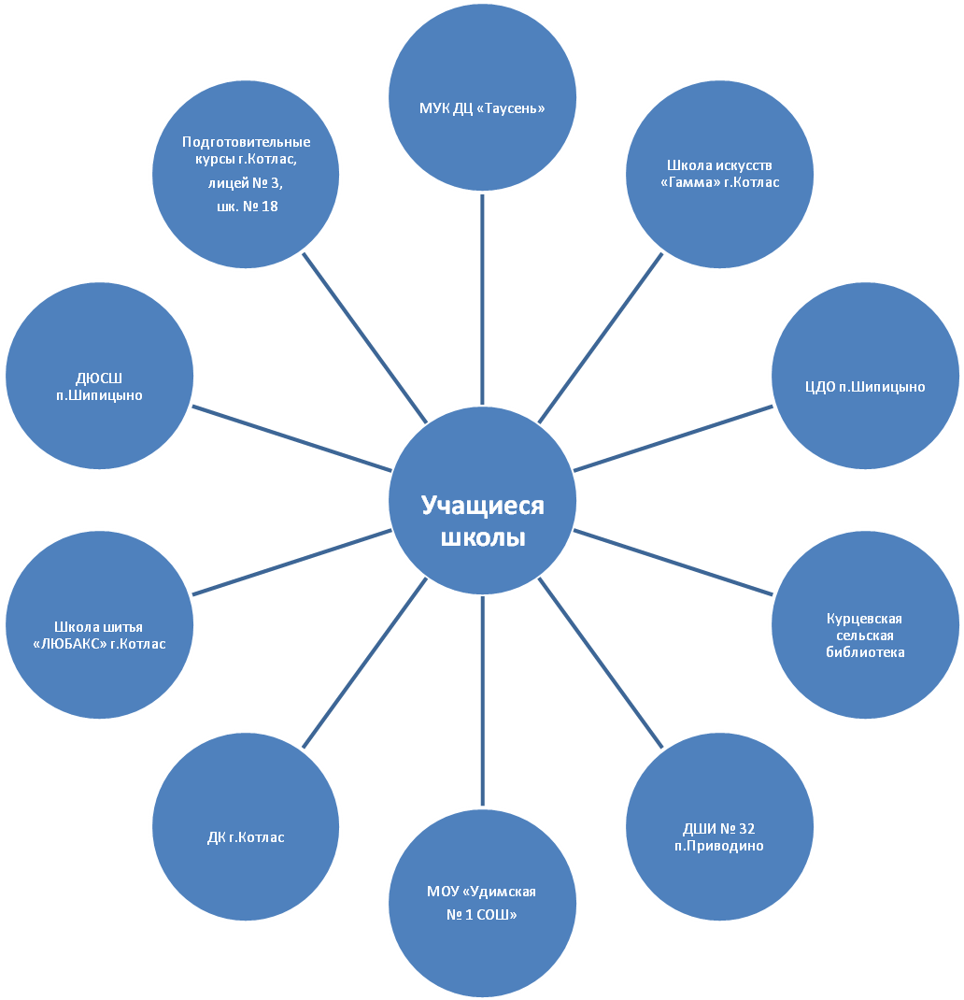 МУК ДЦ «Таусень»
Школа искусств
«Гамма» г.Котлас
ЦДО п.Шипицыно
Курцевская
сельская
библиотека
ДШИ № 32
п.Приводино
МОУ «Удимская
№ 1 СОШ»
ДК г.Котлас
Школа шитья
«ЛЮБАКС» г.Котлас
ДЮСШ
п.Шипицыно
Подготовительные
курсы г.Котлас,
лицей № 3,
шк. № 18
Учащиеся
школы